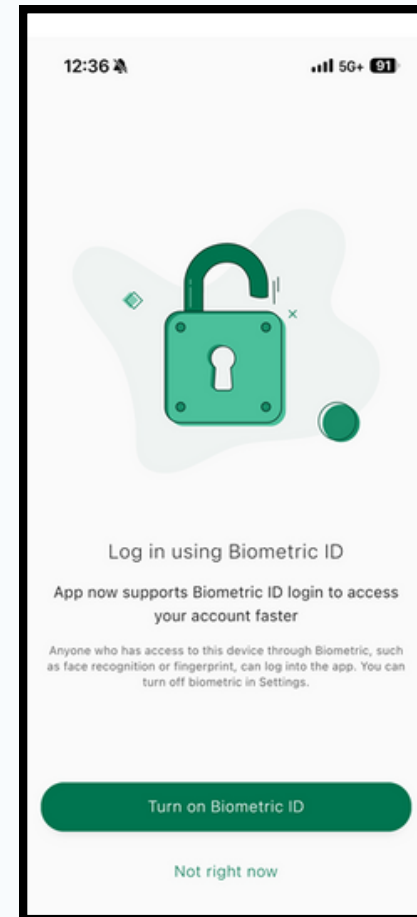 12:36 5G+ 91
Log in using Biometric ID
App now supports Biometric ID login to access
your account faster
Anyone who has access to this device through Biometric, such
as face recognition or fingerprint, can log into the app. You can
turn off biometric in Settings.
Turn on Biometric ID
Not right now